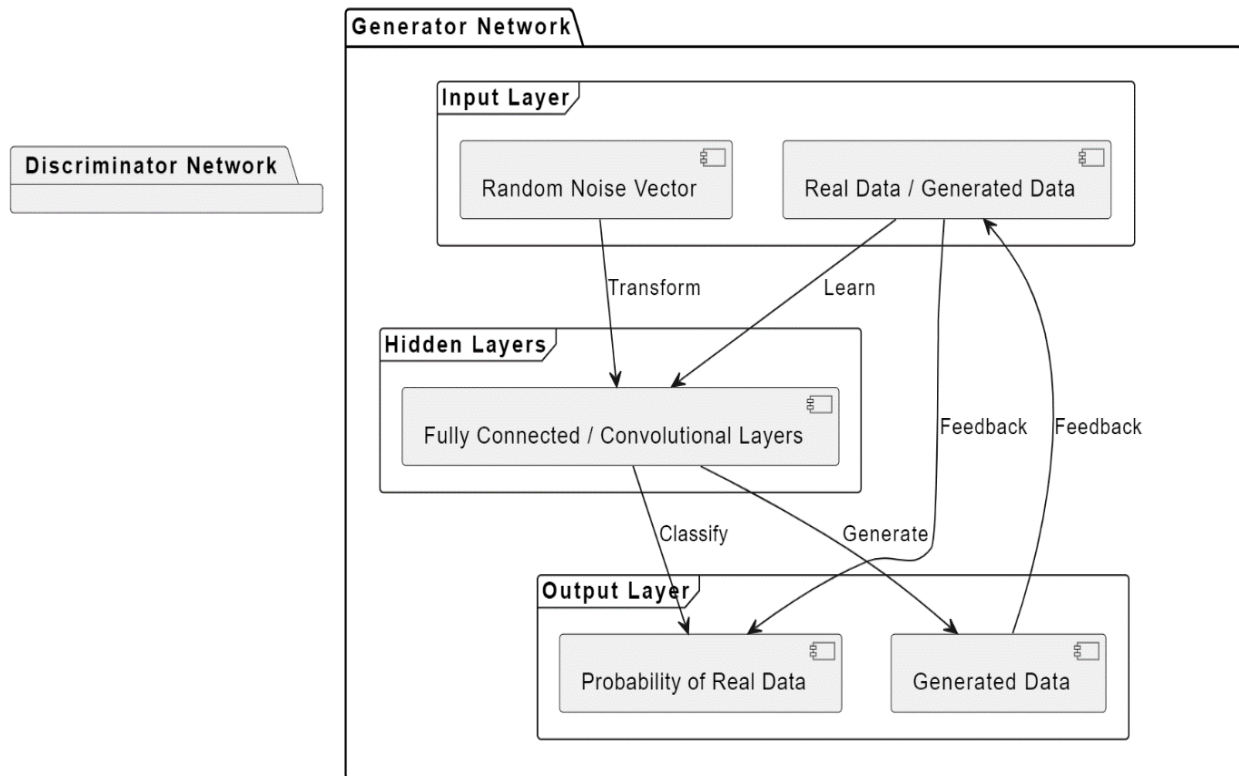 Generator Network
Input Layer
Discriminator Network
Random Noise Vector
Real Data / Generated Data
Transform
Learn
Hidden Layers
Fully Connected / Convolutional Layers
Feedback
Feedback
Classify
Generate
Output Layer
Probability of Real Data
Generated Data